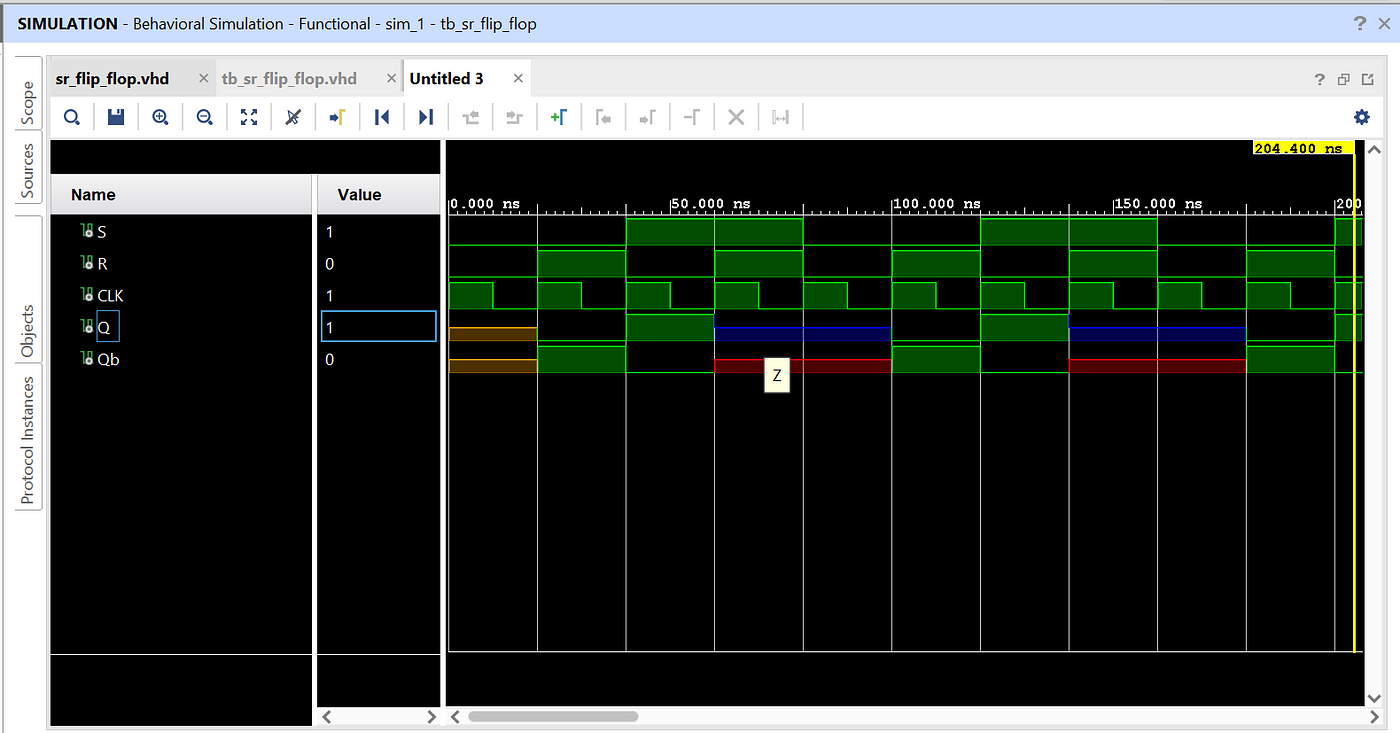 SIMULATION - Behavioral Simulation - Functional - sim_1 - tb_sr_flip_flop
? ×
Scope
Sources
Objects
Protocol Instances
sr_flip_flop.vhd × tb_sr_flip_flop.vhd × Untitled 3 ×
?
204.400 ns
Name Value
0.000 ns 50.000 ns 100.000 ns 150.000 ns 200
S 1
R 0
CLK 1
Q 1
Qb 0
Z